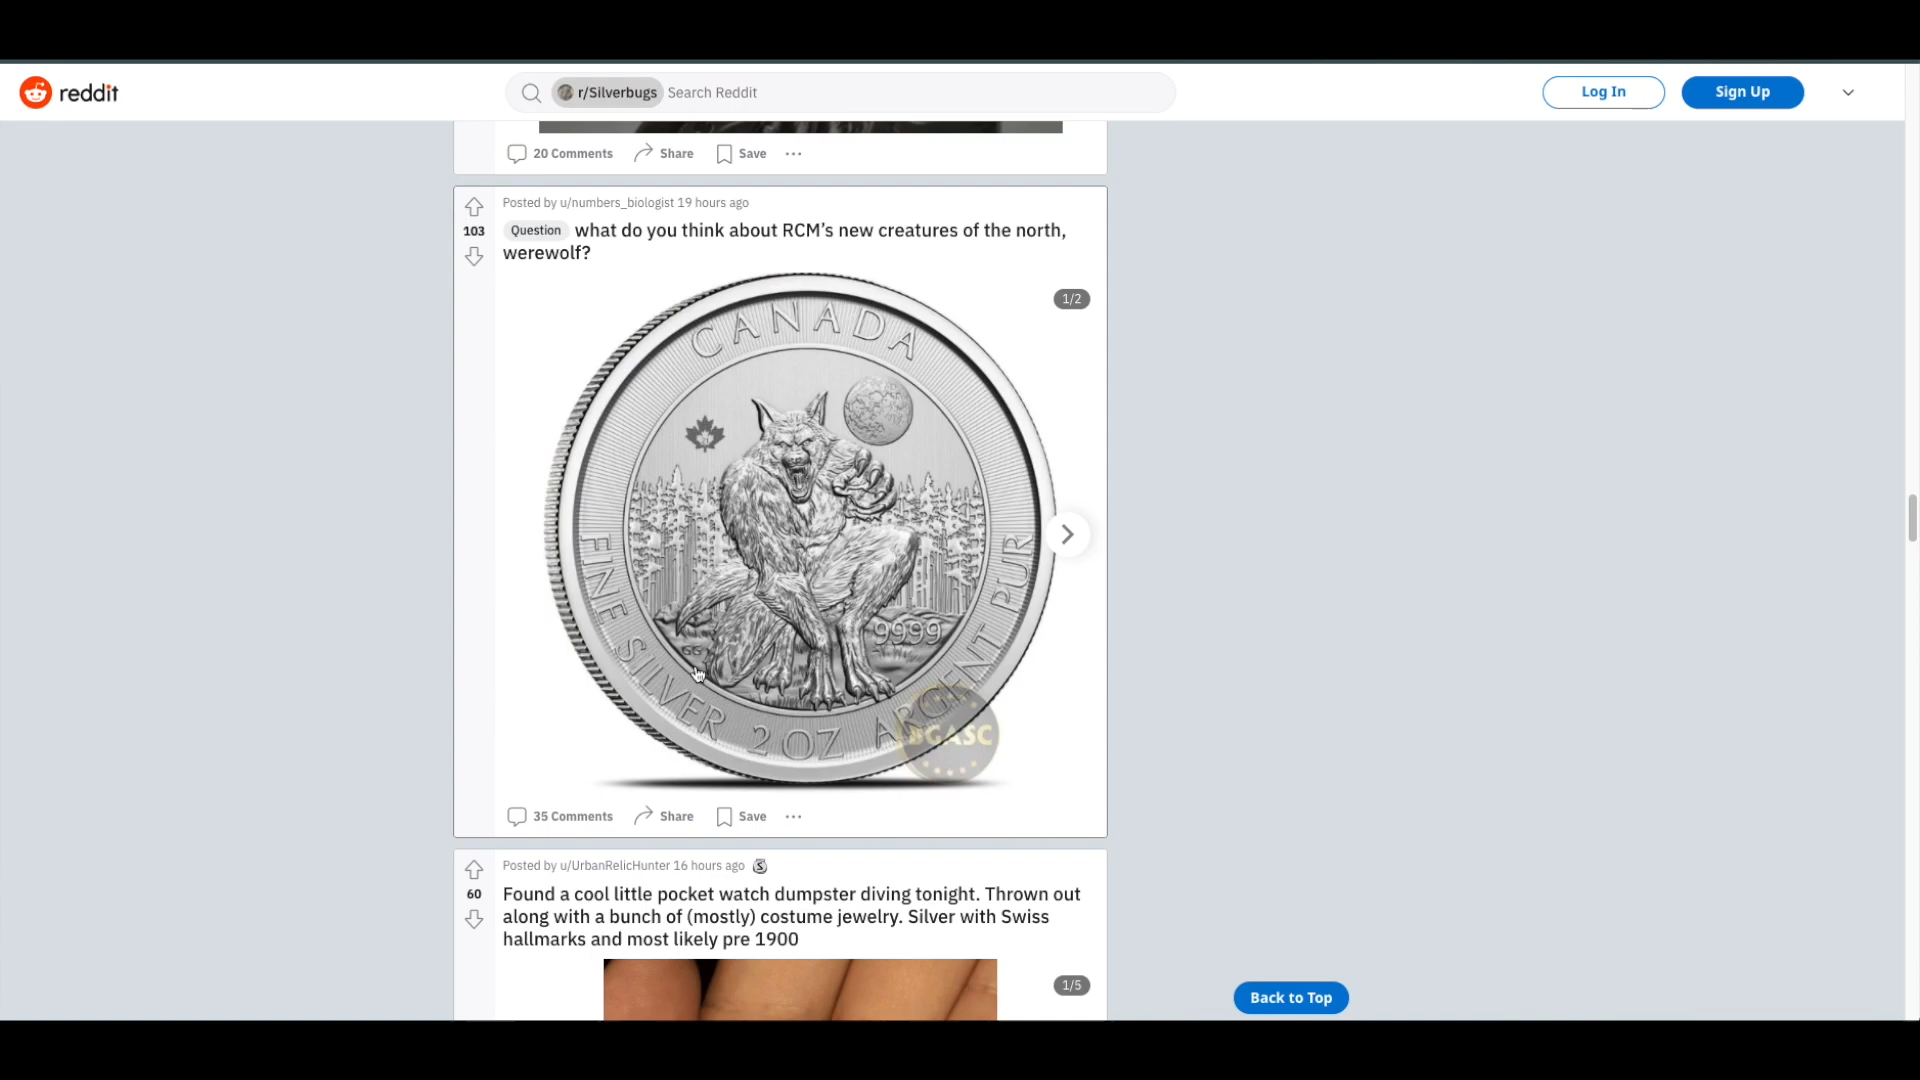 reddit
r/Silverbugs Search Reddit
Log In
Sign Up
20 Comments Share Save
Posted by u/numbers_biologist 19 hours ago
103
Question what do you think about RCM's new creatures of the north,
werewolf?
1/2
CANADA
9999
GG
FINE SILVER 2 OZ ARGENT PUR
BGASC
35 Comments Share Save
Posted by u/UrbanRelicHunter 16 hours ago
60
Found a cool little pocket watch dumpster diving tonight. Thrown out
along with a bunch of (mostly) costume jewelry. Silver with Swiss
hallmarks and most likely pre 1900
1/5
Back to Top